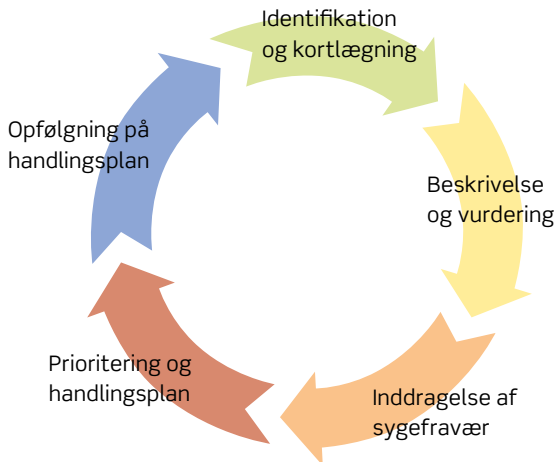 Identifikation
og kortlægning
Beskrivelse
og vurdering
Inddragelse af
sygefravær
Prioritering og
handlingsplan
Opfølgning på
handlingsplan